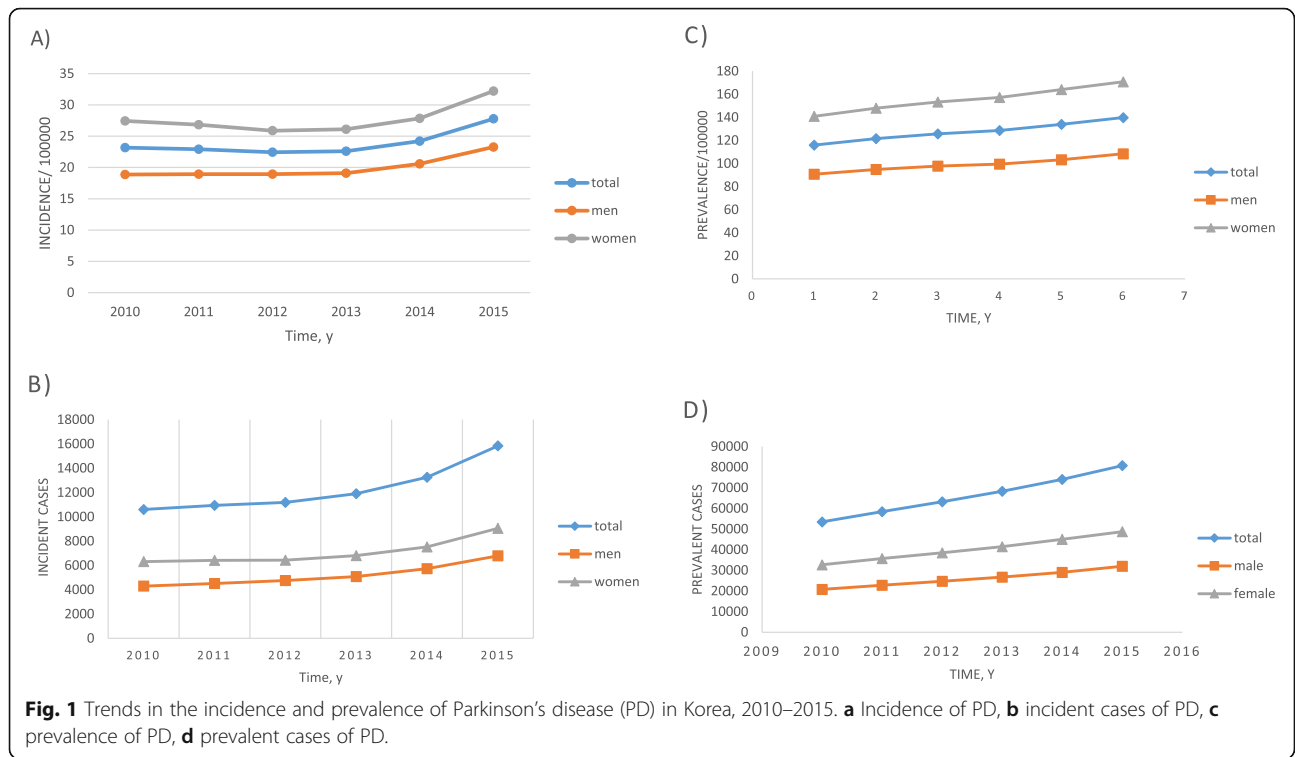 A)
35
30
25
20
15
10
5
0
INCIDENCE/ 100000
2010 2011 2012 2013 2014 2015
Time, y
total
men
women
B)
18000
16000
14000
12000
10000
8000
6000
4000
2000
0
INCIDENT CASES
2010 2011 2012 2013 2014 2015
Time, y
total
men
women
C)
180
160
140
120
100
80
60
40
20
0
PREVALENCE/100000
0 1 2 3 4 5 6 7
TIME, Y
total
men
women
D)
90000
80000
70000
60000
50000
40000
30000
20000
10000
0
PREVALENT CASES
2009 2010 2011 2012 2013 2014 2015 2016
TIME, Y
total
male
female
Fig. 1 Trends in the incidence and prevalence of Parkinson's disease (PD) in Korea, 2010–2015. a Incidence of PD, b incident cases of PD, c
prevalence of PD, d prevalent cases of PD.